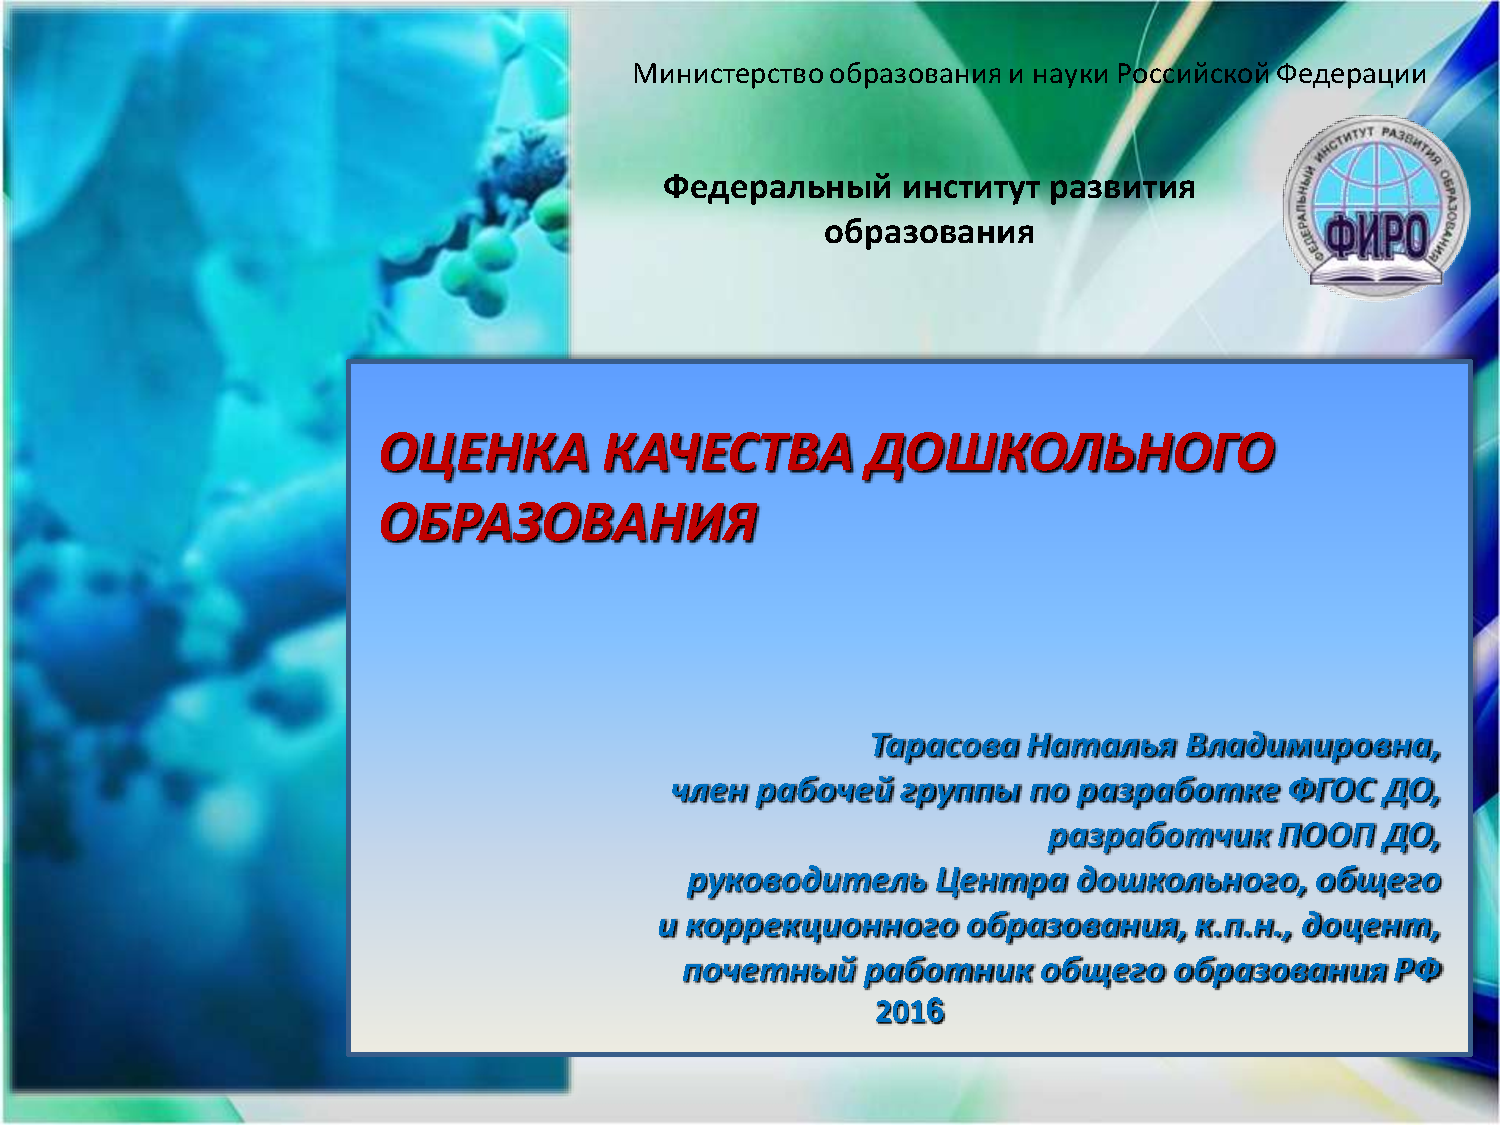 Министерство образования и науки Российской Федерации
Федеральный институт развития
образования
ФЕДЕРАЛЬНЫЙ ИНСТИТУТ РАЗВИТИЯ ОБРАЗОВАНИЯ
ФИРО
ОЦЕНКА КАЧЕСТВА ДОШКОЛЬНОГО
ОБРАЗОВАНИЯ
Тарасова Наталья Владимировна,
член рабочей группы по разработке ФГОС ДО,
разработчик ПООП ДО,
руководитель Центра дошкольного, общего
и коррекционного образования, к.п.н., доцент,
почетный работник общего образования РФ
2016